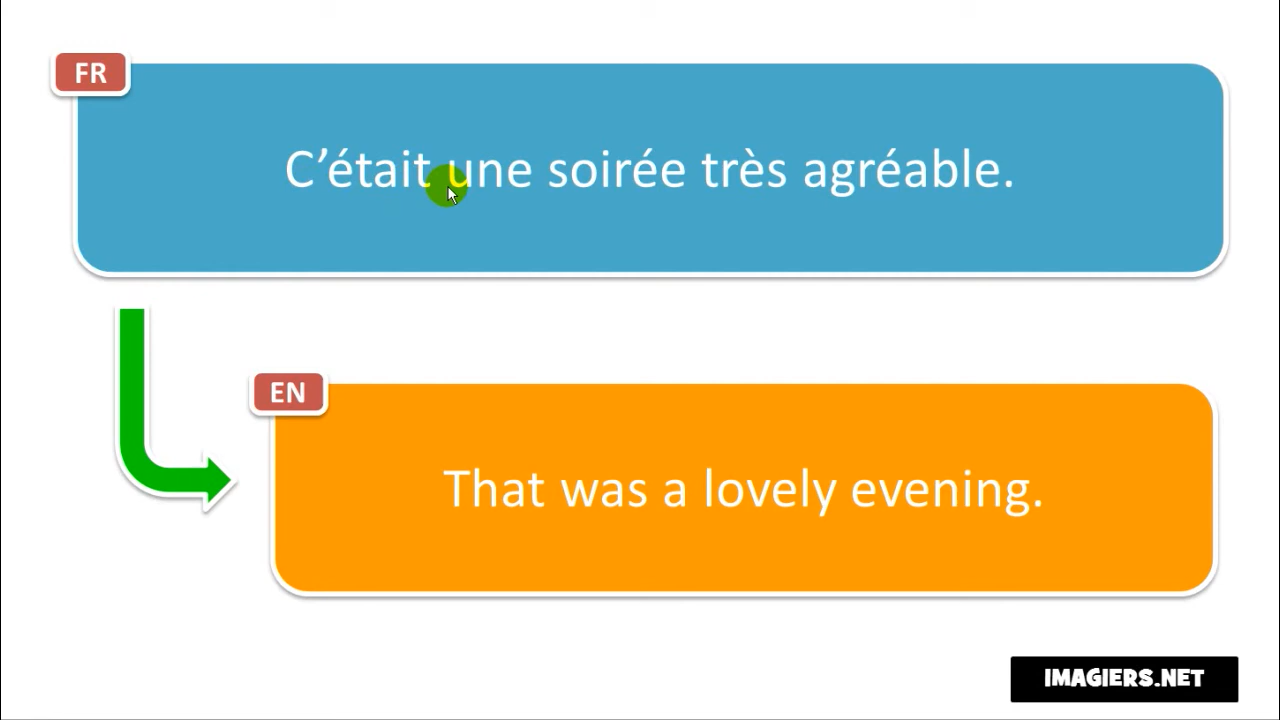 FR
C’était une soirée très agréable.
EN
That was a lovely evening.
IMAGIERS.NET